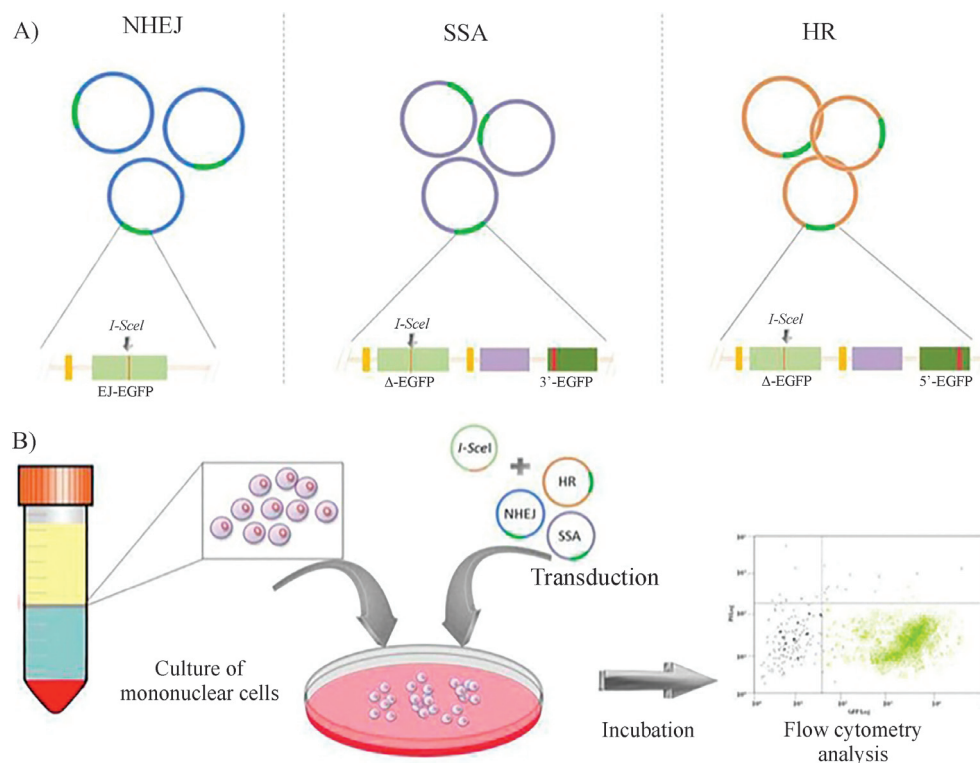 A)
NHEJ
SSA
HR
I-SceI
EJ-EGFP
I-SceI
Δ-EGFP
3’-EGFP
I-SceI
Δ-EGFP
5’-EGFP
B)
I-SceI
HR
NHEJ
SSA
Transduction
Culture of
mononuclear cells
Incubation
Flow cytometry
analysis